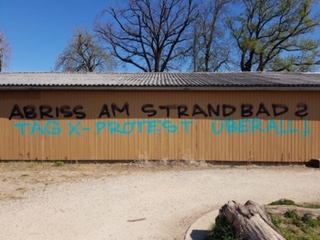 ABRISS AM STRANDBAD?
TAG X-PROTEST ÜBERALL!